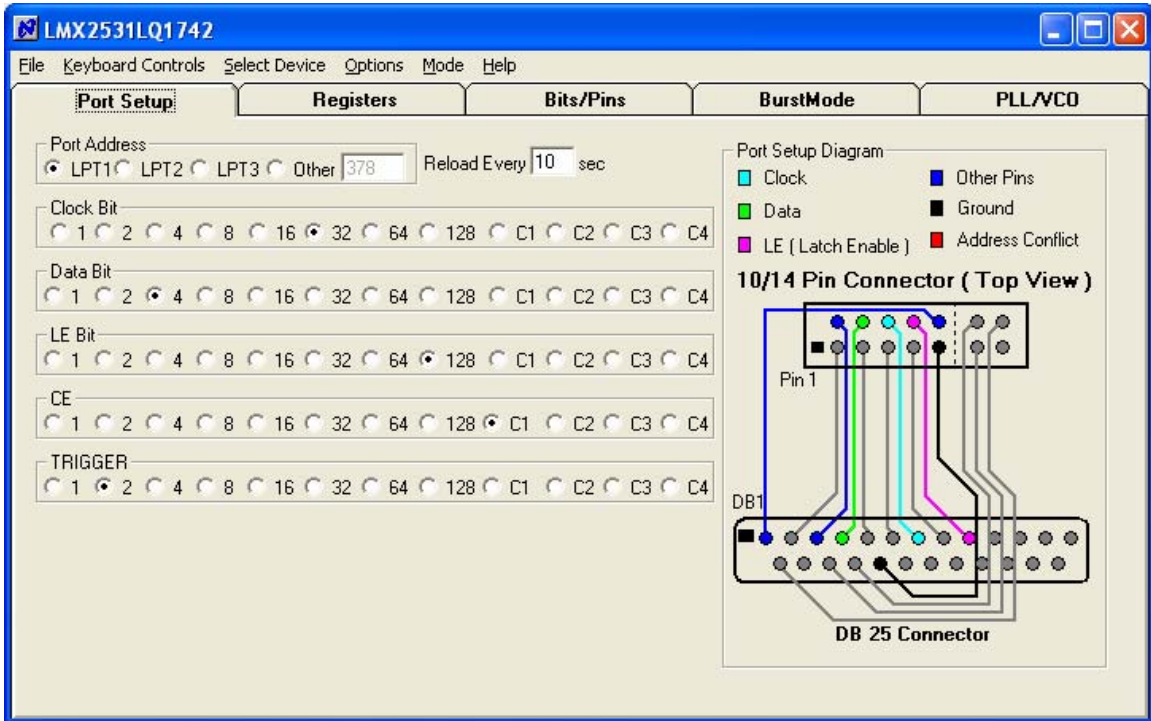 LMX2531LQ1742
File Keyboard Controls Select Device Options Mode Help
Port Setup Registers Bits/Pins BurstMode PLL/VCO
Port Address
LPT1 LPT2 LPT3 Other 378
Reload Every 10 sec
Clock Bit
1 2 4 8 16 32 64 128 C1 C2 C3 C4
Data Bit
1 2 4 8 16 32 64 128 C1 C2 C3 C4
LE Bit
1 2 4 8 16 32 64 128 C1 C2 C3 C4
CE
1 2 4 8 16 32 64 128 C1 C2 C3 C4
TRIGGER
1 2 4 8 16 32 64 128 C1 C2 C3 C4
Port Setup Diagram
Clock Other Pins
Data Ground
LE ( Latch Enable ) Address Conflict
10/14 Pin Connector ( Top View )
Pin 1
DB1
DB 25 Connector